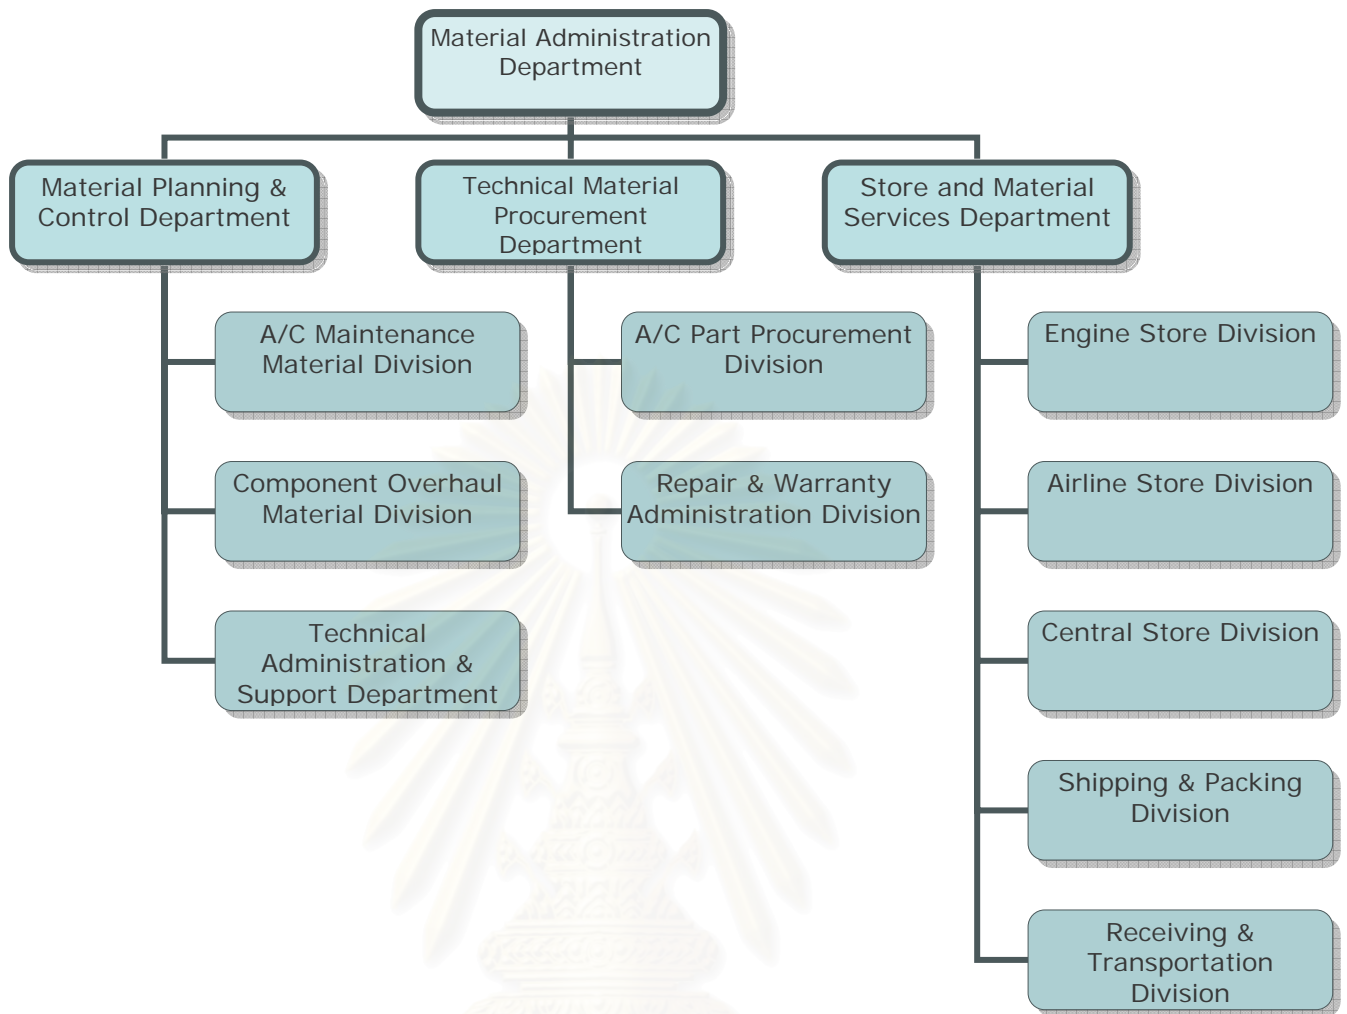 Material Administration
Department
Material Planning &
Control Department
Technical Material
Procurement
Department
Store and Material
Services Department
A/C Maintenance
Material Division
A/C Part Procurement
Division
Engine Store Division
Component Overhaul
Material Division
Repair & Warranty
Administration Division
Airline Store Division
Technical
Administration &
Support Department
Central Store Division
Shipping & Packing
Division
Receiving &
Transportation
Division